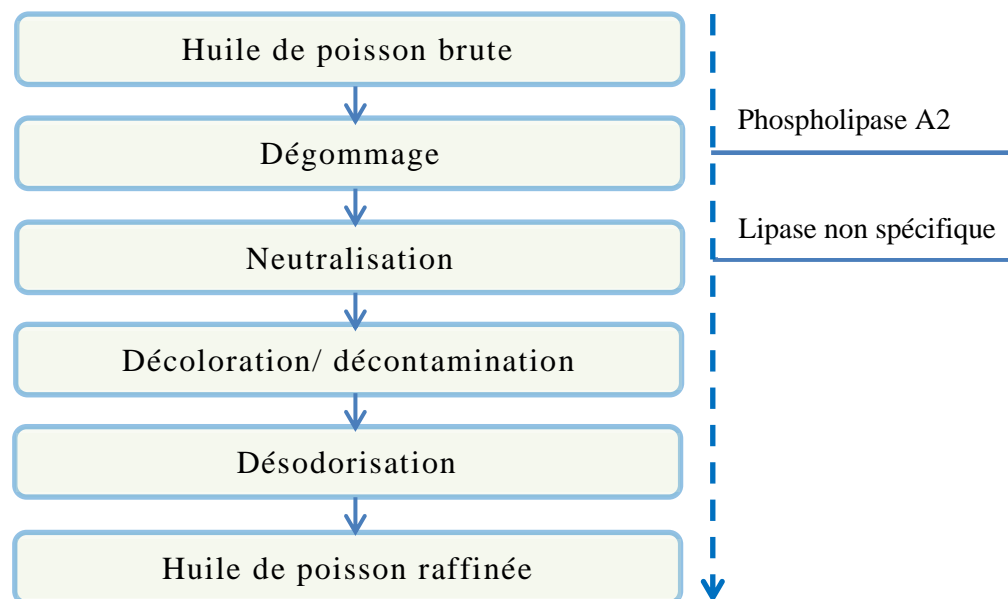 Huile de poisson brute
Dégommage
Phospholipase A2
Neutralisation
Lipase non spécifique
Décoloration/ décontamination
Désodorisation
Huile de poisson raffinée